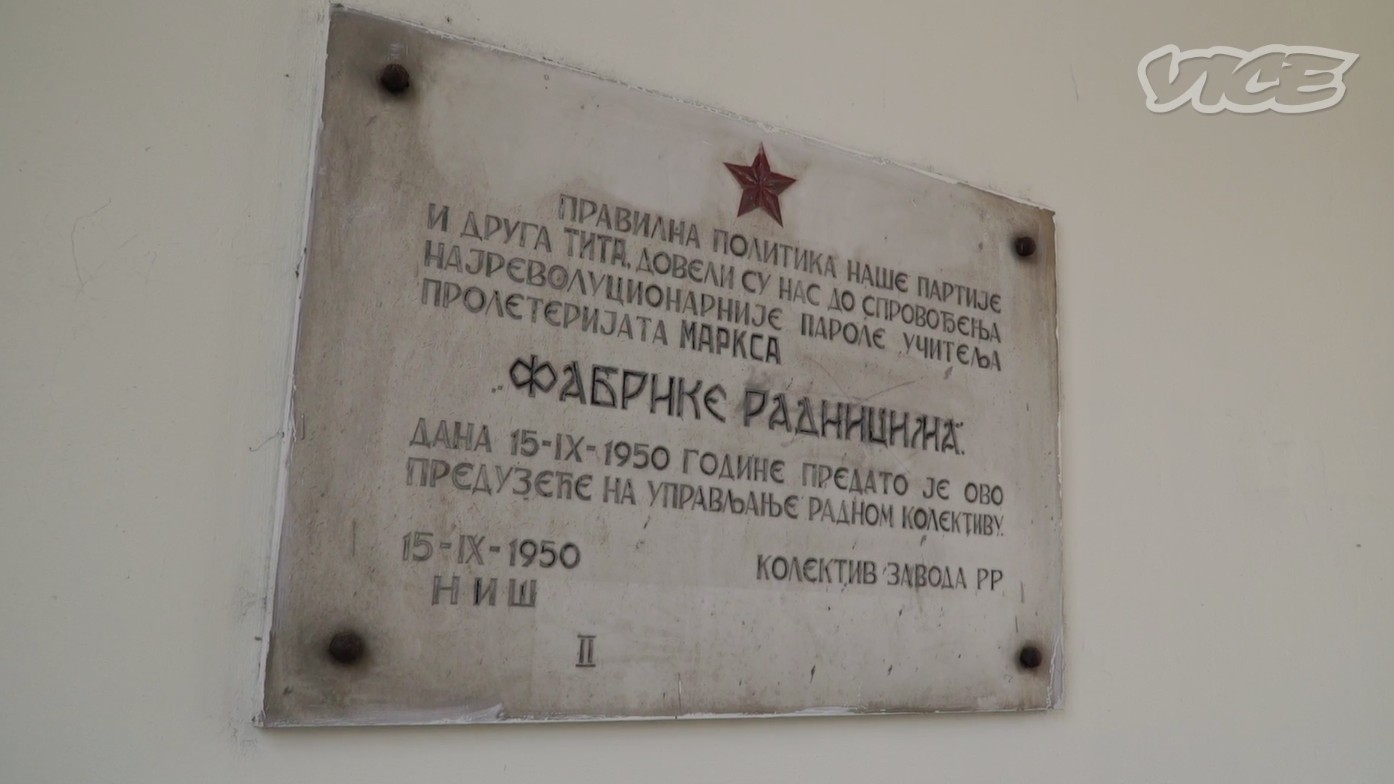 VICE
ПРАВИЛНА ПОЛИТИКА НАШЕ ПАРТИЈЕ
И ДРУГА ТИТА, ДОВЕЛИ СУ НАС ДО СПРОВОЂЕЊА
НАЈРЕВОЛУЦИОНАРНИЈЕ ПАРОЛЕ УЧИТЕЉА
ПРОЛЕТЕРИЈАТА МАРКСА
„ФАБРИКЕ РАДНИЦИМА“.
ДАНА 15-IX-1950 ГОДИНЕ ПРЕДАТО ЈЕ ОВО
ПРЕДУЗЕЋЕ НА УПРАВЉАЊЕ РАДНОМ КОЛЕКТИВУ.
15-IX-1950 КОЛЕКТИВ ЗАВОДА РР
НИШ
II